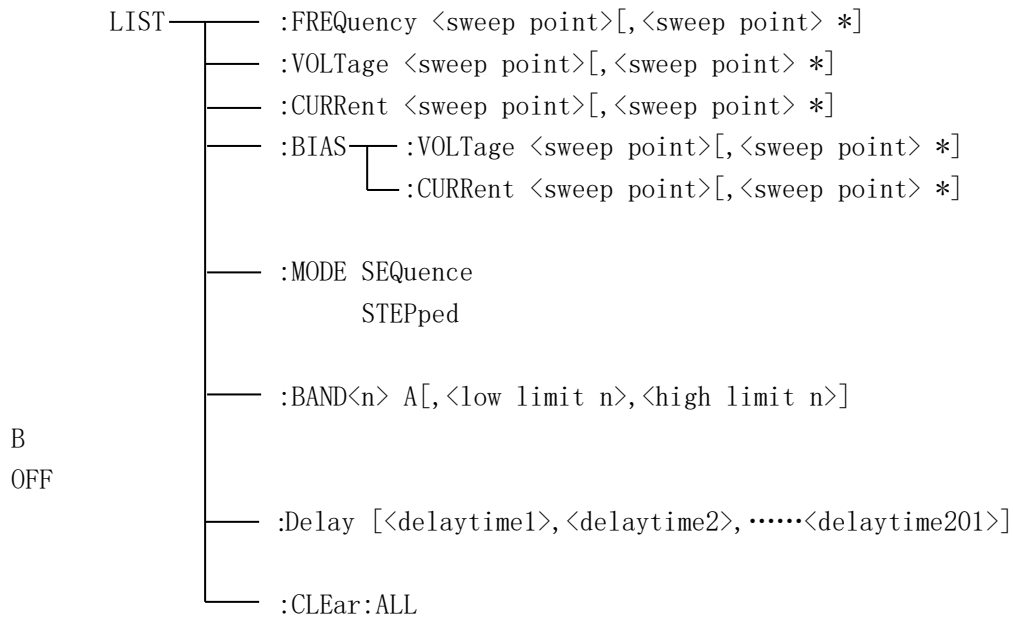 LIST :FREQuency <sweep point>[,<sweep point> *]
:VOLTage <sweep point>[,<sweep point> *]
:CURRent <sweep point>[,<sweep point> *]
:BIAS :VOLTage <sweep point>[,<sweep point> *]
:CURRent <sweep point>[,<sweep point> *]
:MODE SEQuence
STEPped
:BAND<n> A[,<low limit n>,<high limit n>]
B
OFF
:Delay [<delaytime1>,<delaytime2>,······<delaytime201>]
:CLEar:ALL